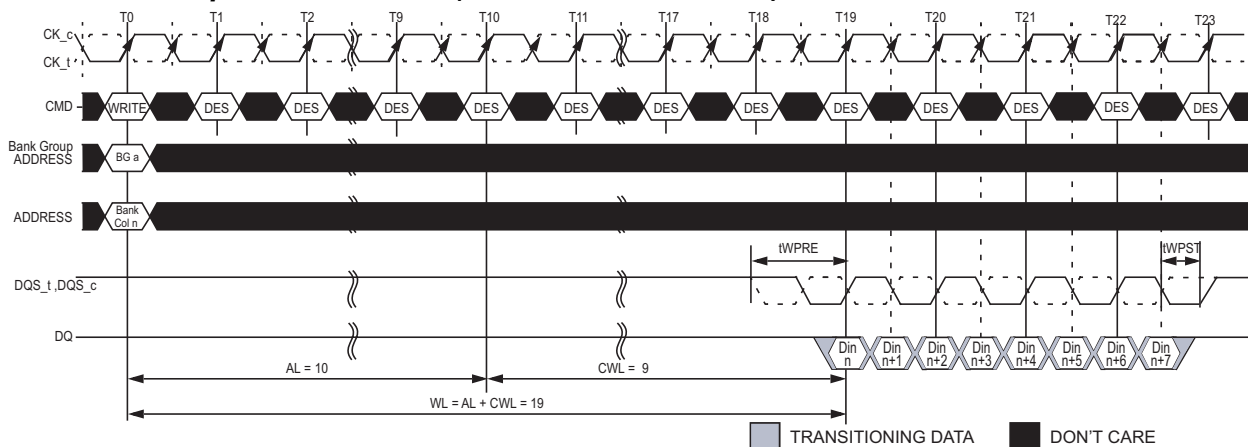 T0 T1 T2 T9 T10 T11 T17 T18 T19 T20 T21 T22 T23
CK_c
CK_t
CMD WRITE DES DES DES DES DES DES DES DES DES DES DES DES
Bank Group
ADDRESS
BG a
ADDRESS
Bank
Col n
tWPRE tWPST
DQS_t ,DQS_c
DQ
Din n Din n+1 Din n+2 Din n+3 Din n+4 Din n+5 Din n+6 Din n+7
AL = 10 CWL = 9
WL = AL + CWL = 19
TRANSITIONING DATA DON'T CARE